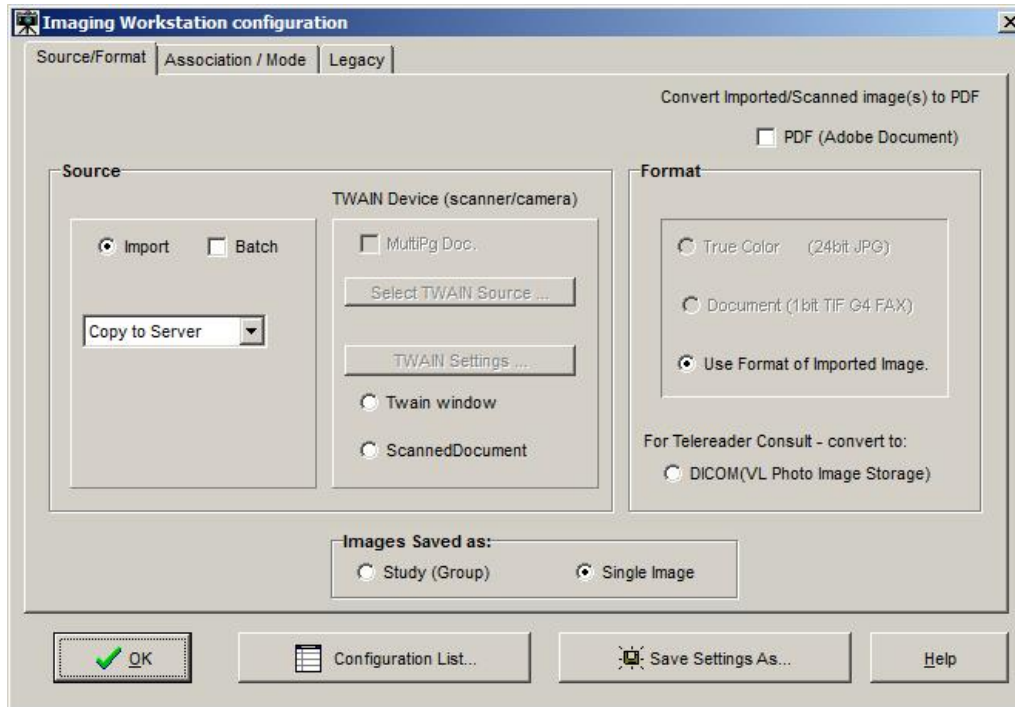 Imaging Workstation configuration
Source/Format
Association / Mode
Legacy
Convert Imported/Scanned image(s) to PDF
PDF (Adobe Document)
Source
Import
Batch
Copy to Server
TWAIN Device (scanner/camera)
MultiPg Doc.
Select TWAIN Source ...
TWAIN Settings ...
Twain window
ScannedDocument
Format
True Color (24bit JPG)
Document (1bit TIF G4 FAX)
Use Format of Imported Image.
For Telereader Consult - convert to:
DICOM(VL Photo Image Storage)
Images Saved as:
Study (Group)
Single Image
OK
Configuration List...
Save Settings As...
Help